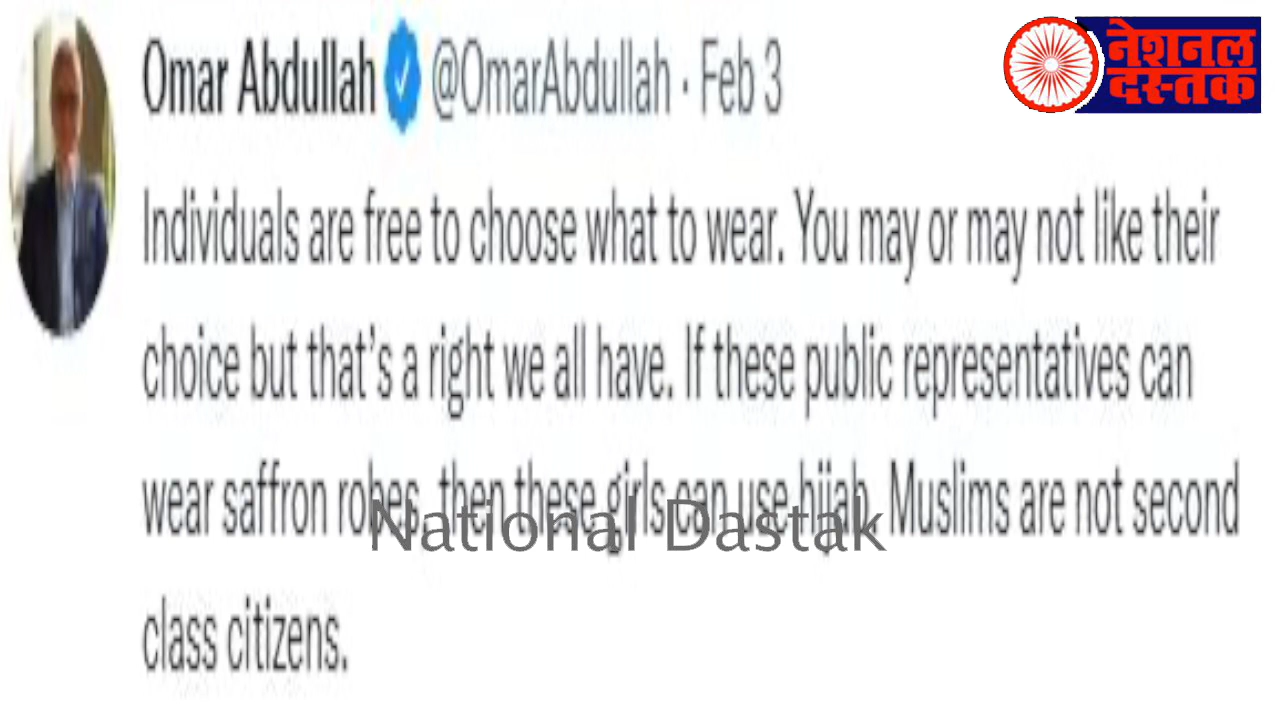 Omar Abdullah @OmarAbdullah · Feb 3
नेशनल
दस्तक
Individuals are free to choose what to wear. You may or may not like their
choice but that's a right we all have. If these public representatives can
wear saffron robes, then these girls can use hijab. Muslims are not second
National Dastak
class citizens.